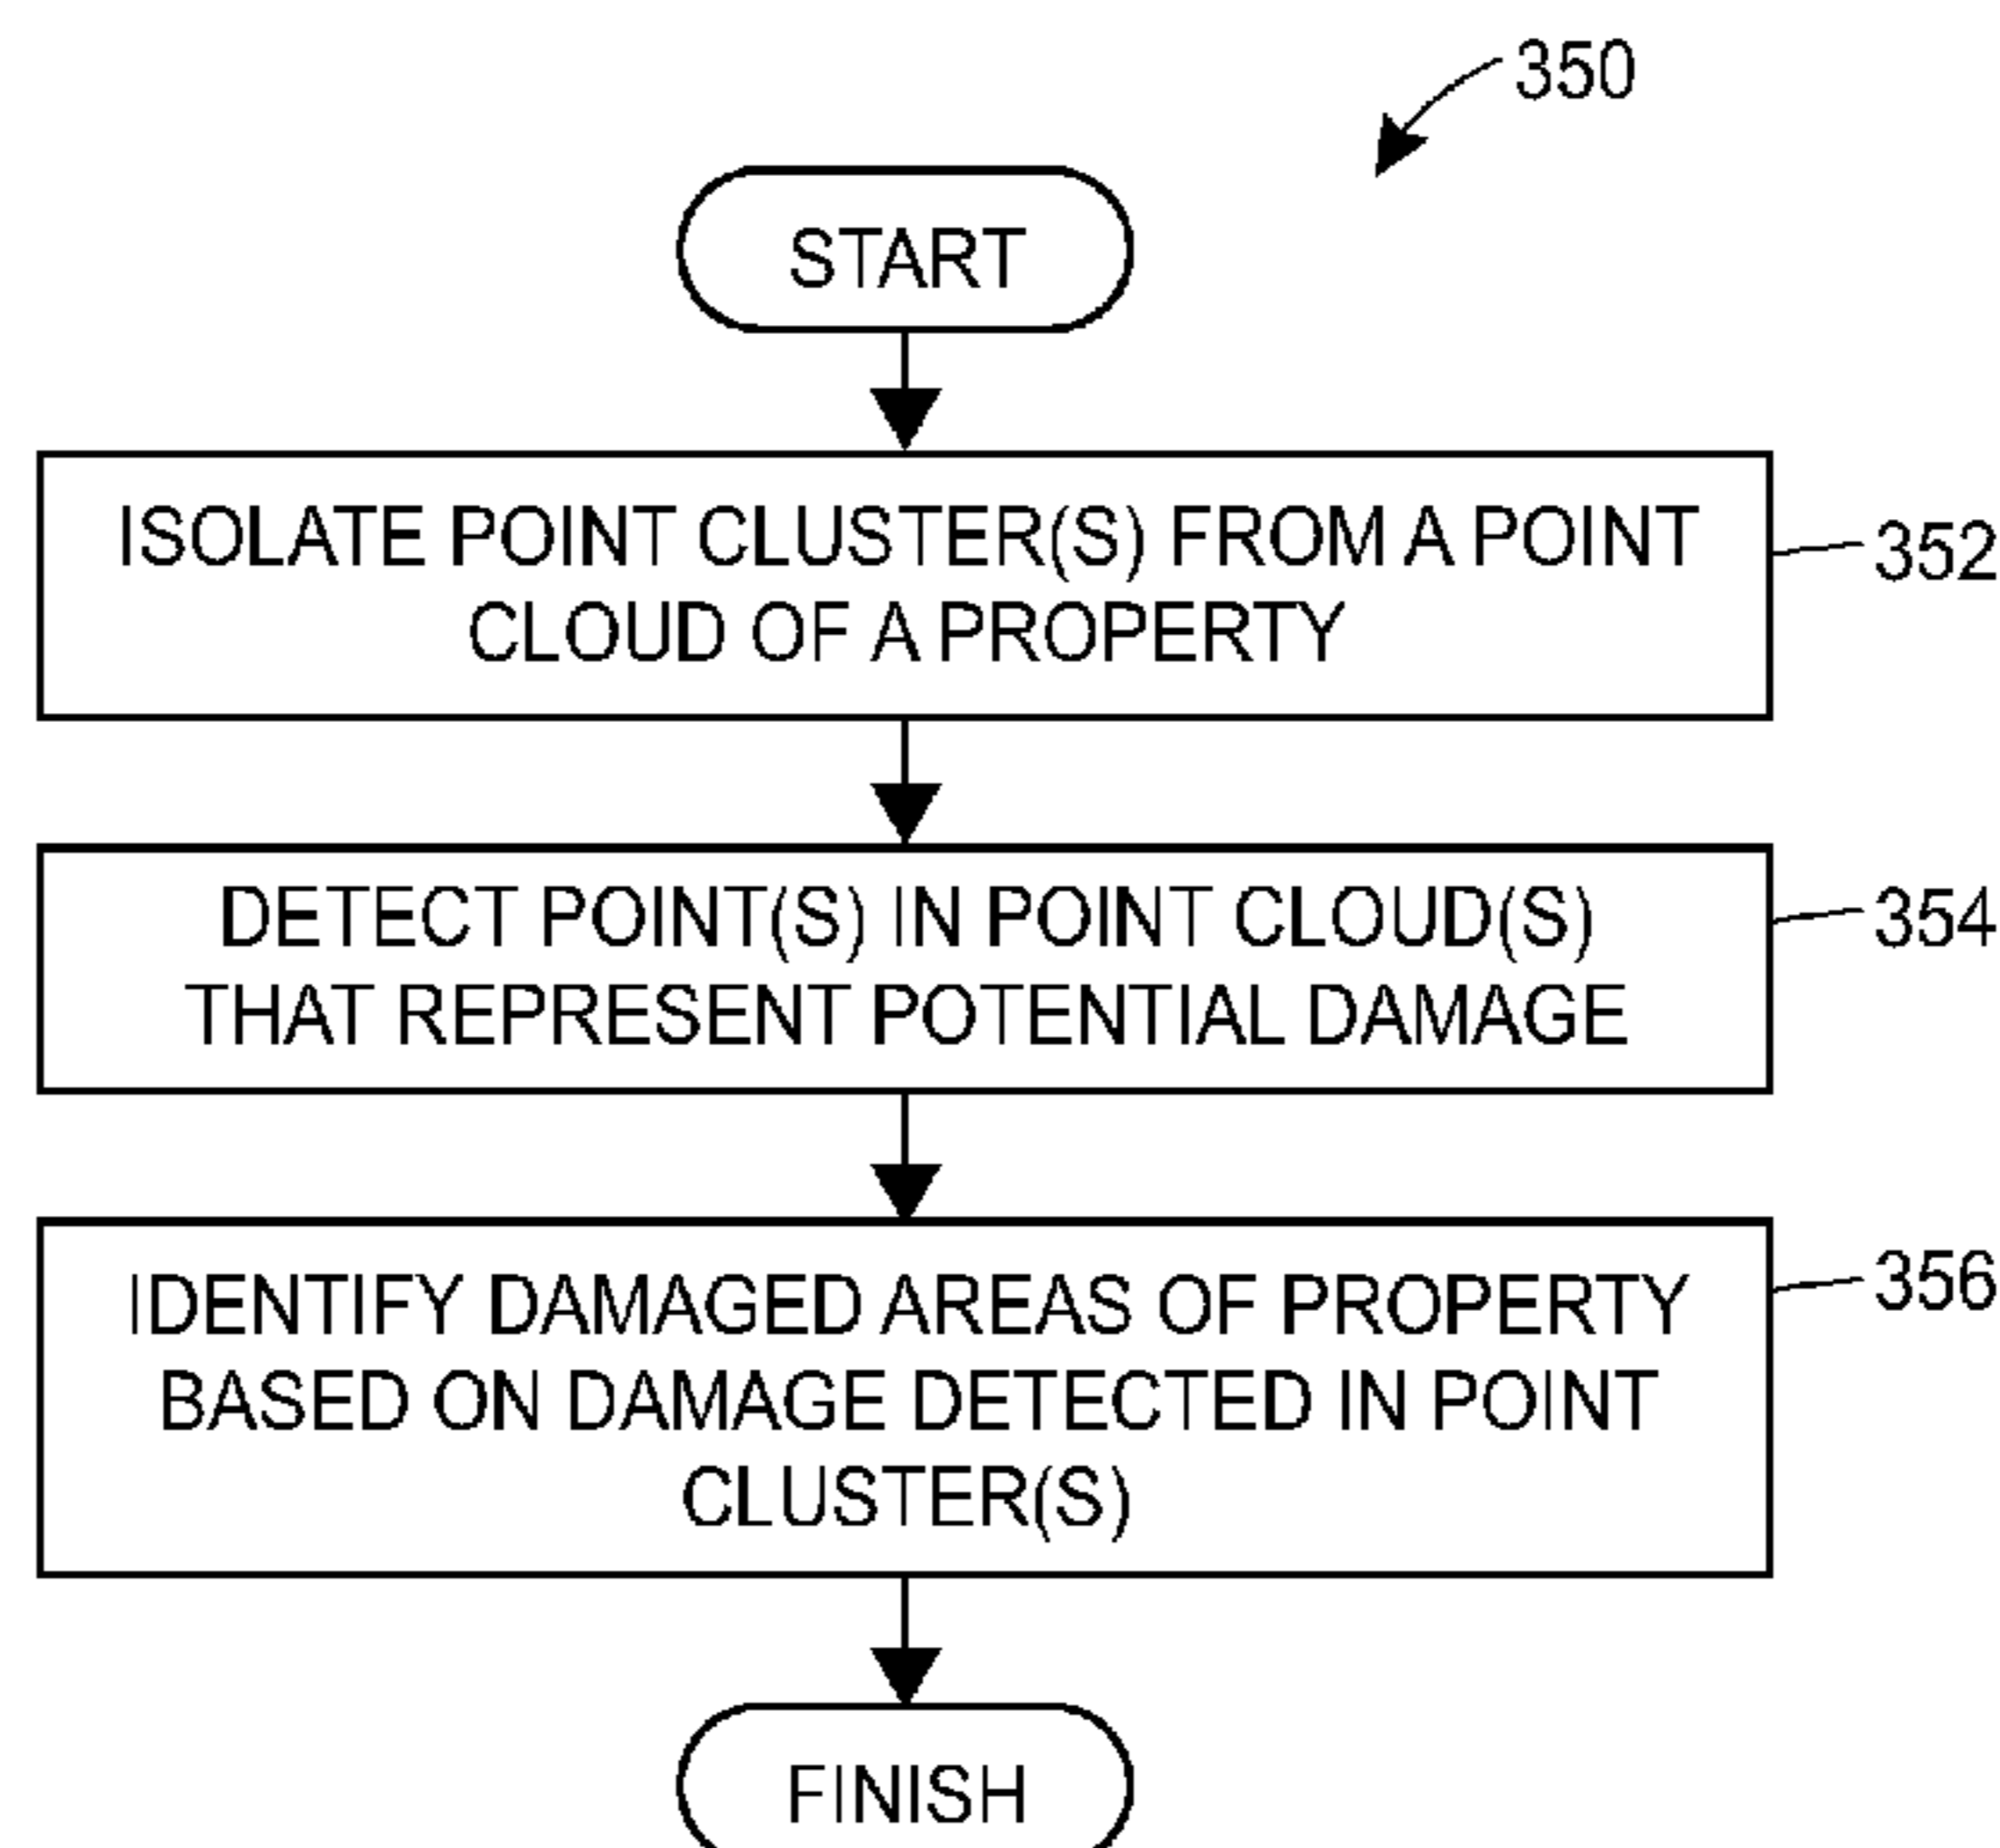 350
START
ISOLATE POINT CLUSTER(S) FROM A POINT
CLOUD OF A PROPERTY
352
DETECT POINT(S) IN POINT CLOUD(S)
THAT REPRESENT POTENTIAL DAMAGE
354
IDENTIFY DAMAGED AREAS OF PROPERTY
BASED ON DAMAGE DETECTED IN POINT
CLUSTER(S)
356
FINISH